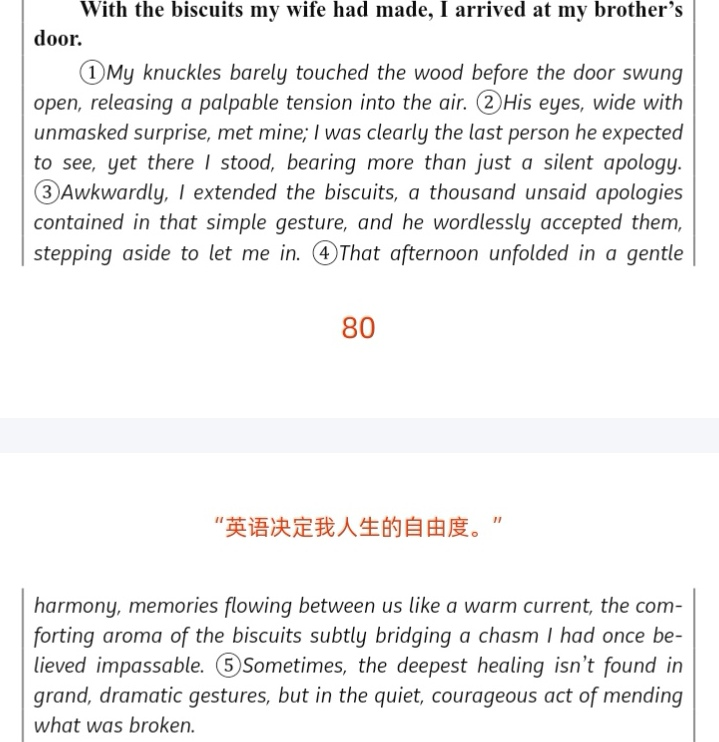 With the biscuits my wife had made, I arrived at my brother’s
door.
①My knuckles barely touched the wood before the door swung
open, releasing a palpable tension into the air. ②His eyes, wide with
unmasked surprise, met mine; I was clearly the last person he expected
to see, yet there I stood, bearing more than just a silent apology.
③Awkwardly, I extended the biscuits, a thousand unsaid apologies
contained in that simple gesture, and he wordlessly accepted them,
stepping aside to let me in. ④That afternoon unfolded in a gentle
80
“英语决定我人生的自由度。”
harmony, memories flowing between us like a warm current, the com-
forting aroma of the biscuits subtly bridging a chasm I had once be-
lieved impassable. ⑤Sometimes, the deepest healing isn’t found in
grand, dramatic gestures, but in the quiet, courageous act of mending
what was broken.